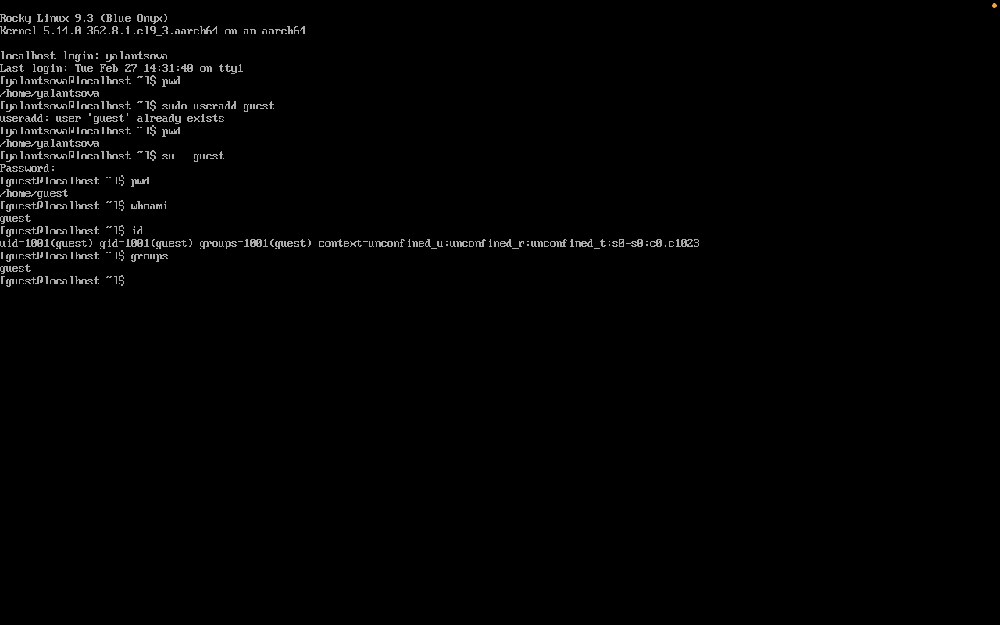 Rocky Linux 9.3 (Blue Onyx)
Kernel 5.14.0-362.8.1.el9_3.aarch64 on an aarch64
localhost login: yalantsova
Last login: Tue Feb 27 14:31:40 on tty1
[yalantsova@localhost ~]$ pwd
/home/yalantsova
[yalantsova@localhost ~]$ sudo useradd guest
useradd: user 'guest' already exists
[yalantsova@localhost ~]$ pwd
/home/yalantsova
[yalantsova@localhost ~]$ su - guest
Password:
[guest@localhost ~]$ pwd
/home/guest
[guest@localhost ~]$ whoami
guest
[guest@localhost ~]$ id
uid=1001(guest) gid=1001(guest) groups=1001(guest) context=unconfined_u:unconfined_r:unconfined_t:s0-s0:c0.c1023
[guest@localhost ~]$ groups
guest
[guest@localhost ~]$